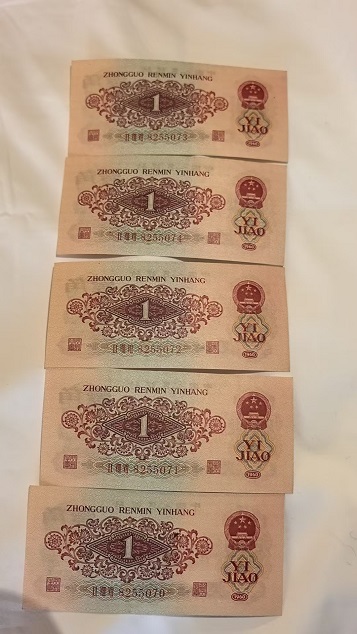 ZHONGGUO RENMIN YINHANG
1
YI
JIAO
8255073
1960
ZHONGGUO RENMIN YINHANG
1
YI
JIAO
8255074
1960
ZHONGGUO RENMIN YINHANG
1
YI
JIAO
8255072
1960
ZHONGGUO RENMIN YINHANG
1
YI
JIAO
8255071
1960
ZHONGGUO RENMIN YINHANG
1
YI
JIAO
8255070
1960